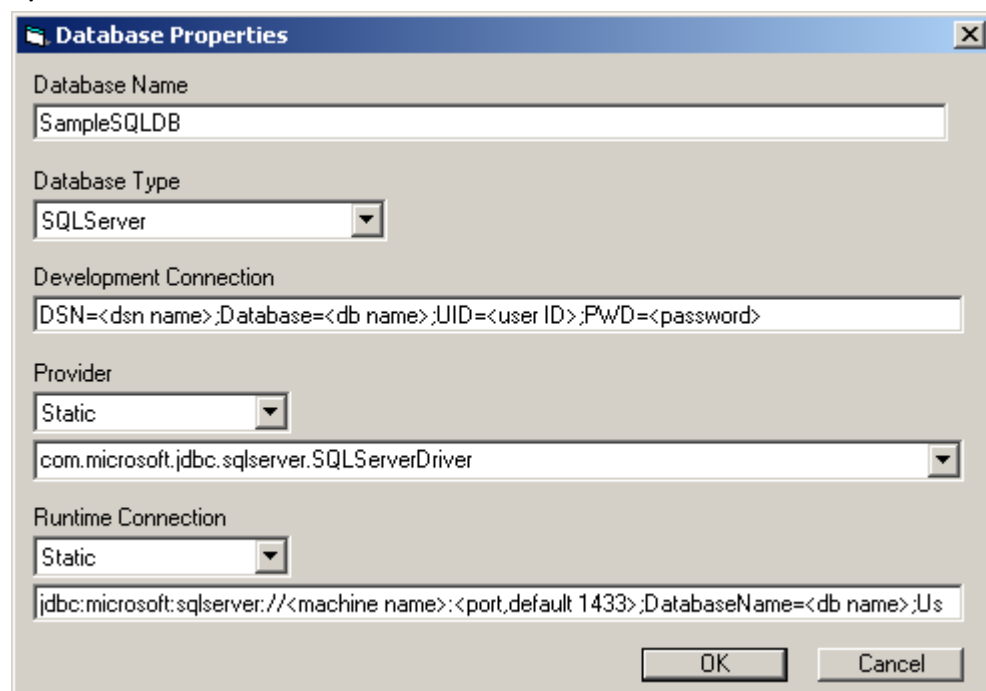 Database Properties
Database Name
SampleSQLDB
Database Type
SQLServer
Development Connection
DSN=<dsn name>;Database=<db name>;UID=<user ID>;PWD=<password>
Provider
Static
com.microsoft.jdbc.sqlserver.SQLServerDriver
Runtime Connection
Static
jdbc:microsoft:sqlserver://<machine name>:<port,default 1433>;DatabaseName=<db name>;Us
OK Cancel